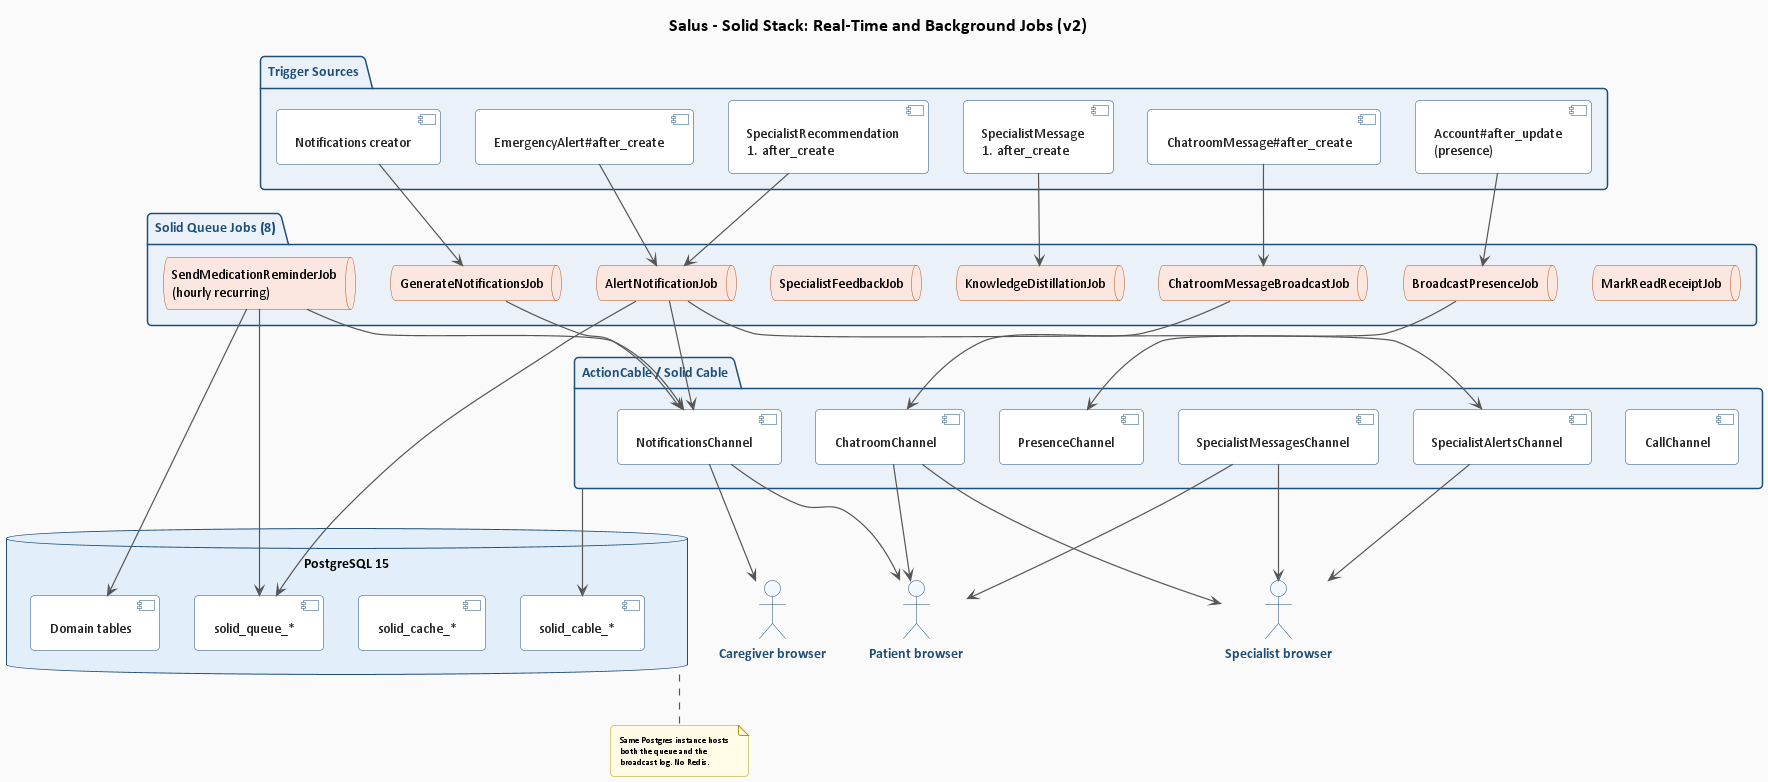 Salus - Solid Stack: Real-Time and Background Jobs (v2)
Trigger Sources
Notifications creator
EmergencyAlert#after_create
SpecialistRecommendation
1. after_create
SpecialistMessage
1. after_create
ChatroomMessage#after_create
Account#after_update
(presence)
Solid Queue Jobs (8)
SendMedicationReminderJob
(hourly recurring)
GenerateNotificationsJob
AlertNotificationJob
SpecialistFeedbackJob
KnowledgeDistillationJob
ChatroomMessageBroadcastJob
BroadcastPresenceJob
MarkReadReceiptJob
ActionCable / Solid Cable
NotificationsChannel
ChatroomChannel
PresenceChannel
SpecialistMessagesChannel
SpecialistAlertsChannel
CallChannel
PostgreSQL 15
Domain tables
solid_queue_*
solid_cache_*
solid_cable_*
Caregiver browser
Patient browser
Specialist browser
Same Postgres instance hosts
both the queue and the
broadcast log. No Redis.